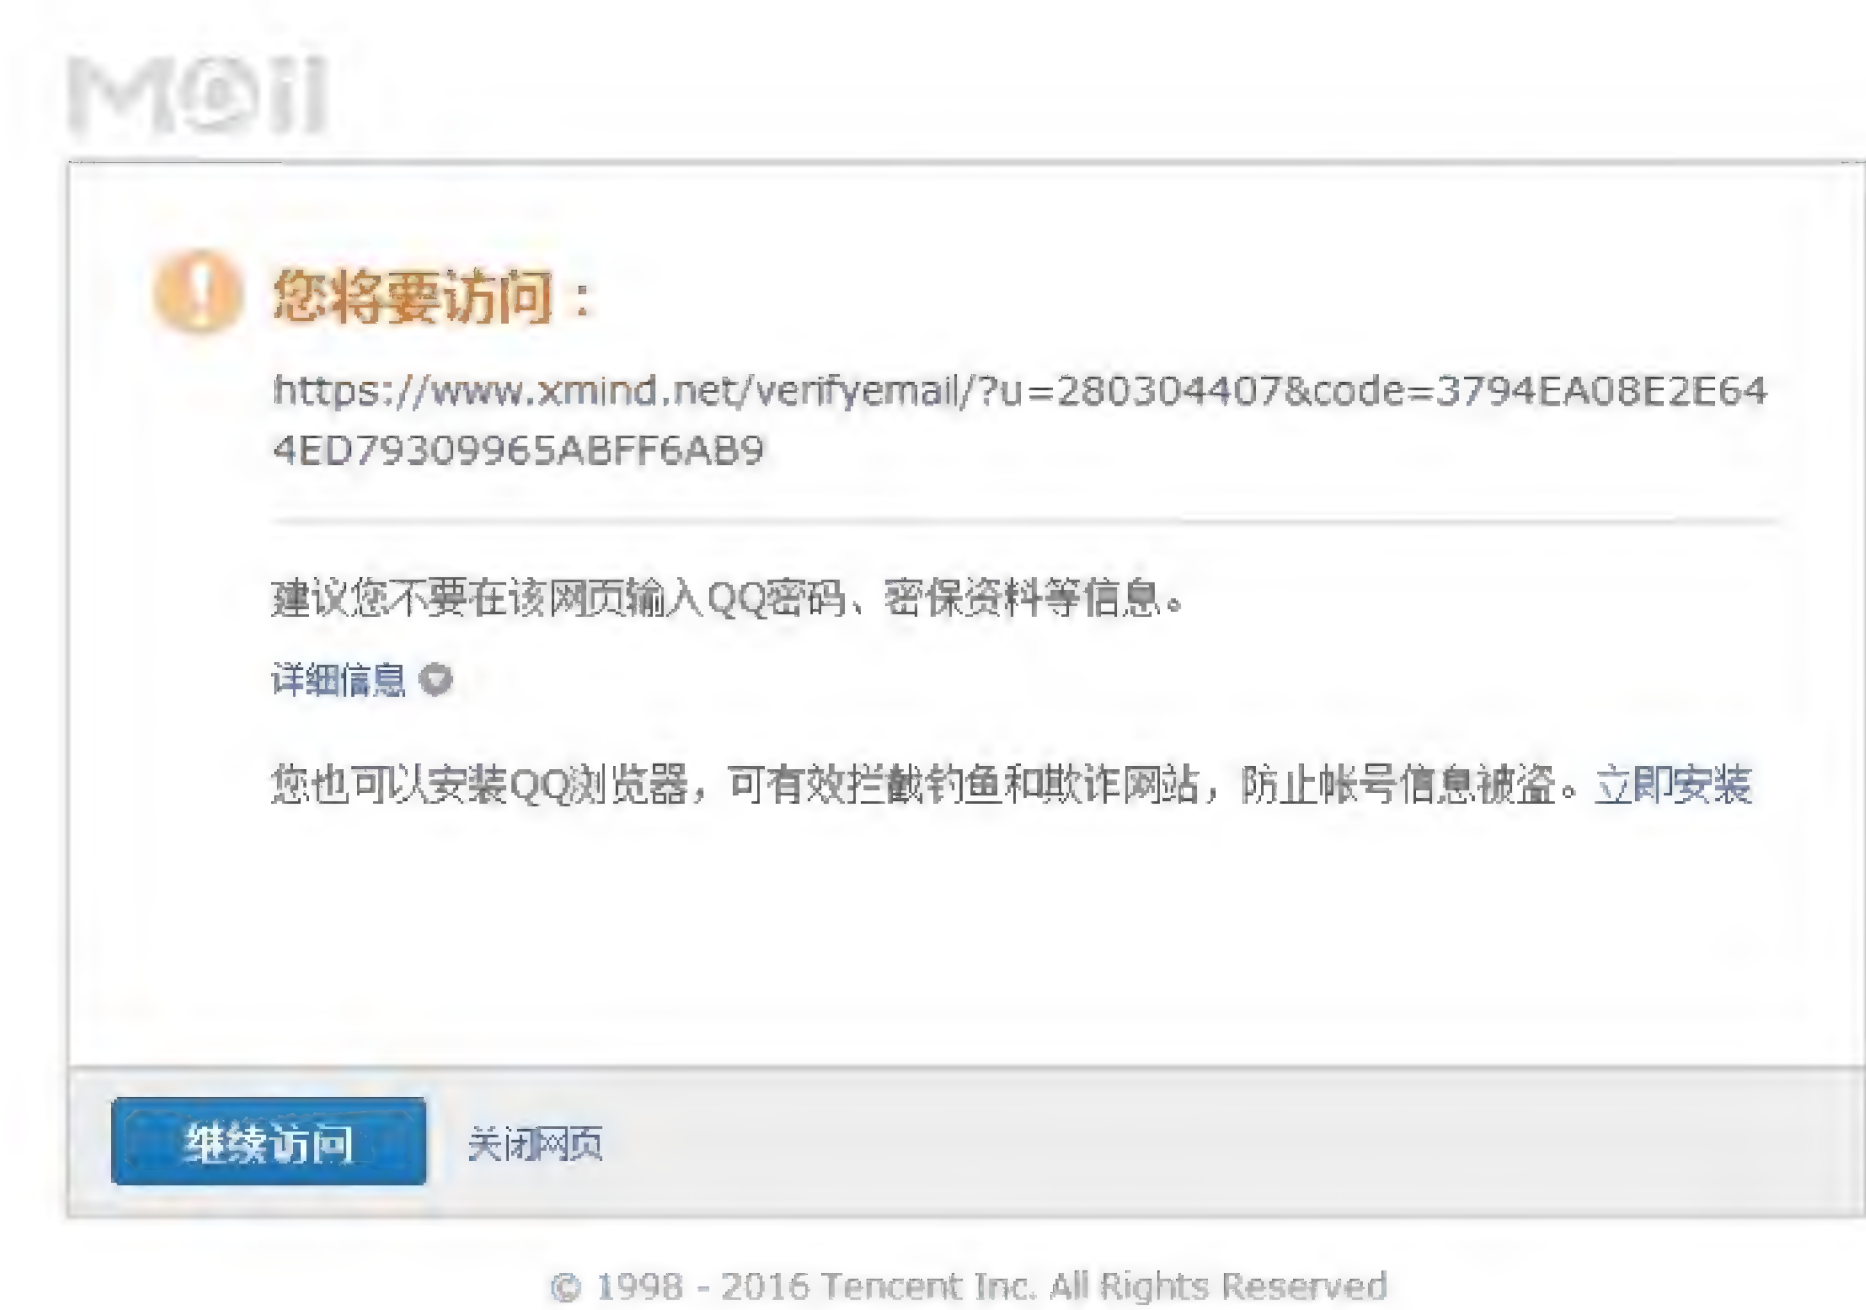 Mail
您将要访问：
https://www.xmind.net/verifyemail/?u=280304407&code=3794EA08E2E64
4ED79309965ABFF6AB9
建议您不要在该网页输入QQ密码、密保资料等信息。
详细信息
您也可以安装QQ浏览器，可有效拦截钓鱼和欺诈网站，防止帐号信息被盗。立即安装
继续访问 关闭网页
© 1998 - 2016 Tencent Inc. All Rights Reserved